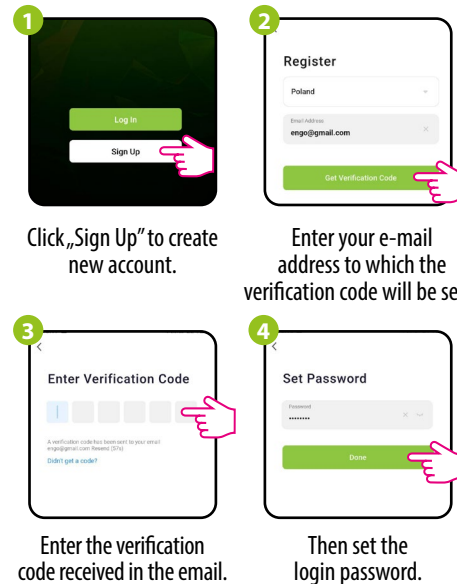 1
Log In
Sign Up
Click „Sign Up” to create
new account.
2
Register
Poland
Email Address
engo@gmail.com
Get Verification Code
Enter your e-mail
address to which the
verification code will be se
3
Enter Verification Code
A verification code has been sent to your email
engo@gmail.com Resend (57s)
Didn't get a code?
Enter the verification
code received in the email.
4
Set Password
Password
••••••••
Done
Then set the
login password.